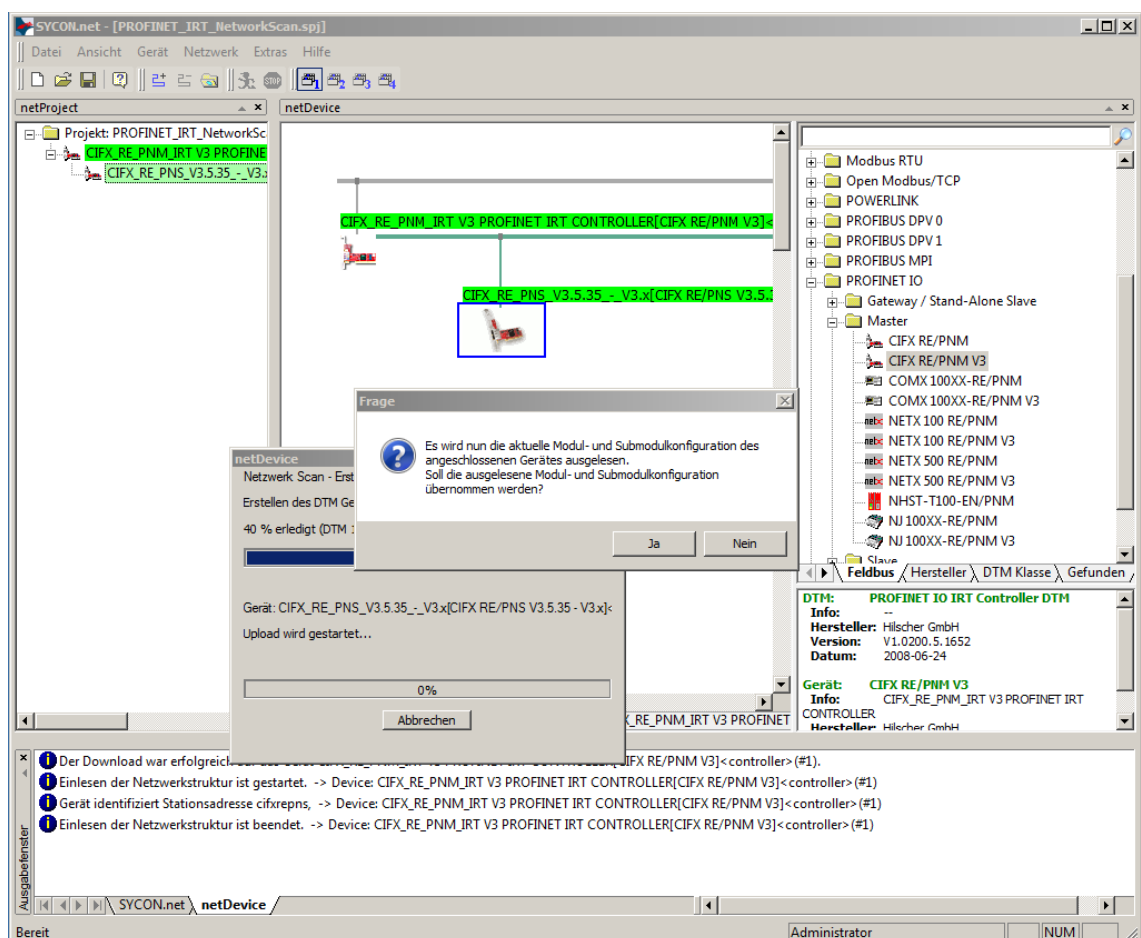 SYCON.net - [PROFINET_IRT_NetworkScan.spj]
Datei Ansicht Gerät Netzwerk Extras Hilfe
netProject
netDevice
Projekt: PROFINET_IRT_NetworkSc
CIFX_RE_PNM_IRT V3 PROFINE
CIFX_RE_PNS_V3.5.35_-_V3.
CIFX_RE_PNM_IRT V3 PROFINET IRT CONTROLLER[CIFX RE/PNM V3]<
CIFX_RE_PNS_V3.5.35_-_V3.x[CIFX RE/PNS V3.5.
Modbus RTU
Open Modbus/TCP
POWERLINK
PROFIBUS DPV0
PROFIBUS DPV1
PROFIBUS MPI
PROFINET IO
Gateway / Stand-Alone Slave
Master
CIFX RE/PNM
CIFX RE/PNM V3
COMX 100XX-RE/PNM
COMX 100XX-RE/PNM V3
NETX 100 RE/PNM
NETX 100 RE/PNM V3
NETX 500 RE/PNM
NETX 500 RE/PNM V3
NHST-T100-EN/PNM
NJ 100XX-RE/PNM
NJ 100XX-RE/PNM V3
Slave
Feldbus Hersteller DTM Klasse Gefunden
Frage
Es wird nun die aktuelle Modul- und Submodulkonfiguration des
angeschlossenen Gerätes ausgelesen.
Soll die ausgelesene Modul- und Submodulkonfiguration
übernommen werden?
Ja Nein
netDevice
Netzwerk Scan - Erst
Erstellen des DTM Ge
40 % erledigt (DTM
Gerät: CIFX_RE_PNS_V3.5.35_-_V3.x[CIFX RE/PNS V3.5.35 - V3.x]<
Upload wird gestartet...
0%
Abbrechen
_RE_PNM_IRT V3 PROFINET
DTM: PROFINET IO IRT Controller DTM
Info: --
Hersteller: Hilscher GmbH
Version: V1.0200.5.1652
Datum: 2008-06-24
Gerät: CIFX RE/PNM V3
Info: CIFX_RE_PNM_IRT V3 PROFINET IRT
CONTROLLER
Hersteller: Hilscher GmbH
Der Download war erfolgreich RE/PNM V3]<controller>(#1).
Einlesen der Netzwerkstruktur ist gestartet. -> Device: CIFX_RE_PNM_IRT V3 PROFINET IRT CONTROLLER[CIFX RE/PNM V3]<controller>(#1)
Gerät identifiziert Stationsadresse cifxrepns, -> Device: CIFX_RE_PNM_IRT V3 PROFINET IRT CONTROLLER[CIFX RE/PNM V3]<controller>(#1)
Einlesen der Netzwerkstruktur ist beendet. -> Device: CIFX_RE_PNM_IRT V3 PROFINET IRT CONTROLLER[CIFX RE/PNM V3]<controller>(#1)
Ausgabefenster
SYCON.net netDevice
Bereit
Administrator
NUM